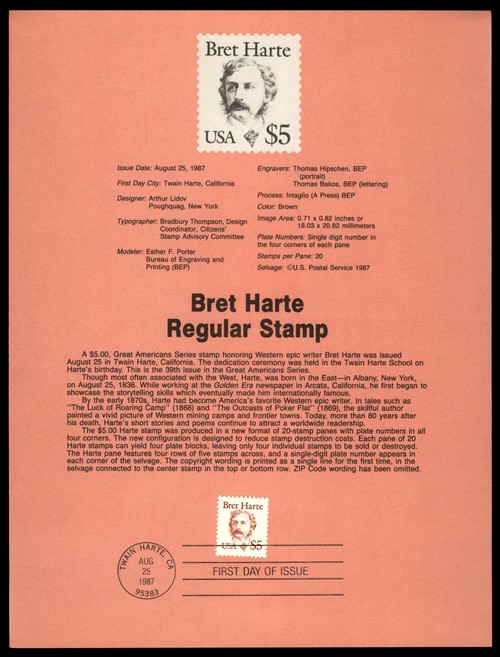 Bret Harte
USA $5
Issue Date: August 25, 1987
First Day City: Twain Harte, California
Designer: Arthur Lidov
Poughquag, New York
Typographer: Bradbury Thompson, Design
Coordinator, Citizens'
Stamp Advisory Committee
Modeler: Esther F. Porter
Bureau of Engraving and
Printing (BEP)
Engravers: Thomas Hipschen, BEP
(portrait)
Thomas Bakos, BEP (lettering)
Process: Intaglio (A Press) BEP
Color: Brown
Image Area: 0.71 x 0.82 inches or
18.03 x 20.82 millimeters
Plate Numbers: Single digit number in
the four corners of each pane
Stamps per Pane: 20
Selvage: ©U.S. Postal Service 1987
Bret Harte
Regular Stamp
A $5.00, Great Americans Series stamp honoring Western epic writer Bret Harte was issued
August 25 in Twain Harte, California. The dedication ceremony was held in the Twain Harte School on
Harte's birthday. This is the 39th issue in the Great Americans Series.
Though most often associated with the West, Harte, was born in the East—in Albany, New York,
on August 25, 1836. While working at the Golden Era newspaper in Arcata, California, he first began to
showcase the storytelling skills which eventually made him internationally famous.
By the early 1870s, Harte had become America's favorite Western epic writer. In tales such as
"The Luck of Roaring Camp" (1868) and "The Outcasts of Poker Flat" (1869), the skillful author
painted a vivid picture of Western mining camps and frontier towns. Today, more than 80 years after
his death, Harte's short stories and poems continue to attract a worldwide readership.
The $5.00 Harte stamp was produced in a new format of 20-stamp panes with plate numbers in all
four corners. The new configuration is designed to reduce stamp destruction costs. Each pane of 20
Harte stamps can yield four plate blocks, leaving only four individual stamps to be sold or destroyed.
The Harte pane features four rows of five stamps across, and a single-digit plate number appears in
each corner of the selvage. The copyright wording is printed as a single line for the first time, in the
selvage connected to the center stamp in the top or bottom row. ZIP Code wording has been omitted.
Bret Harte
USA $5
TWAIN HARTE, CA
AUG
25
1987
95383
FIRST DAY OF ISSUE